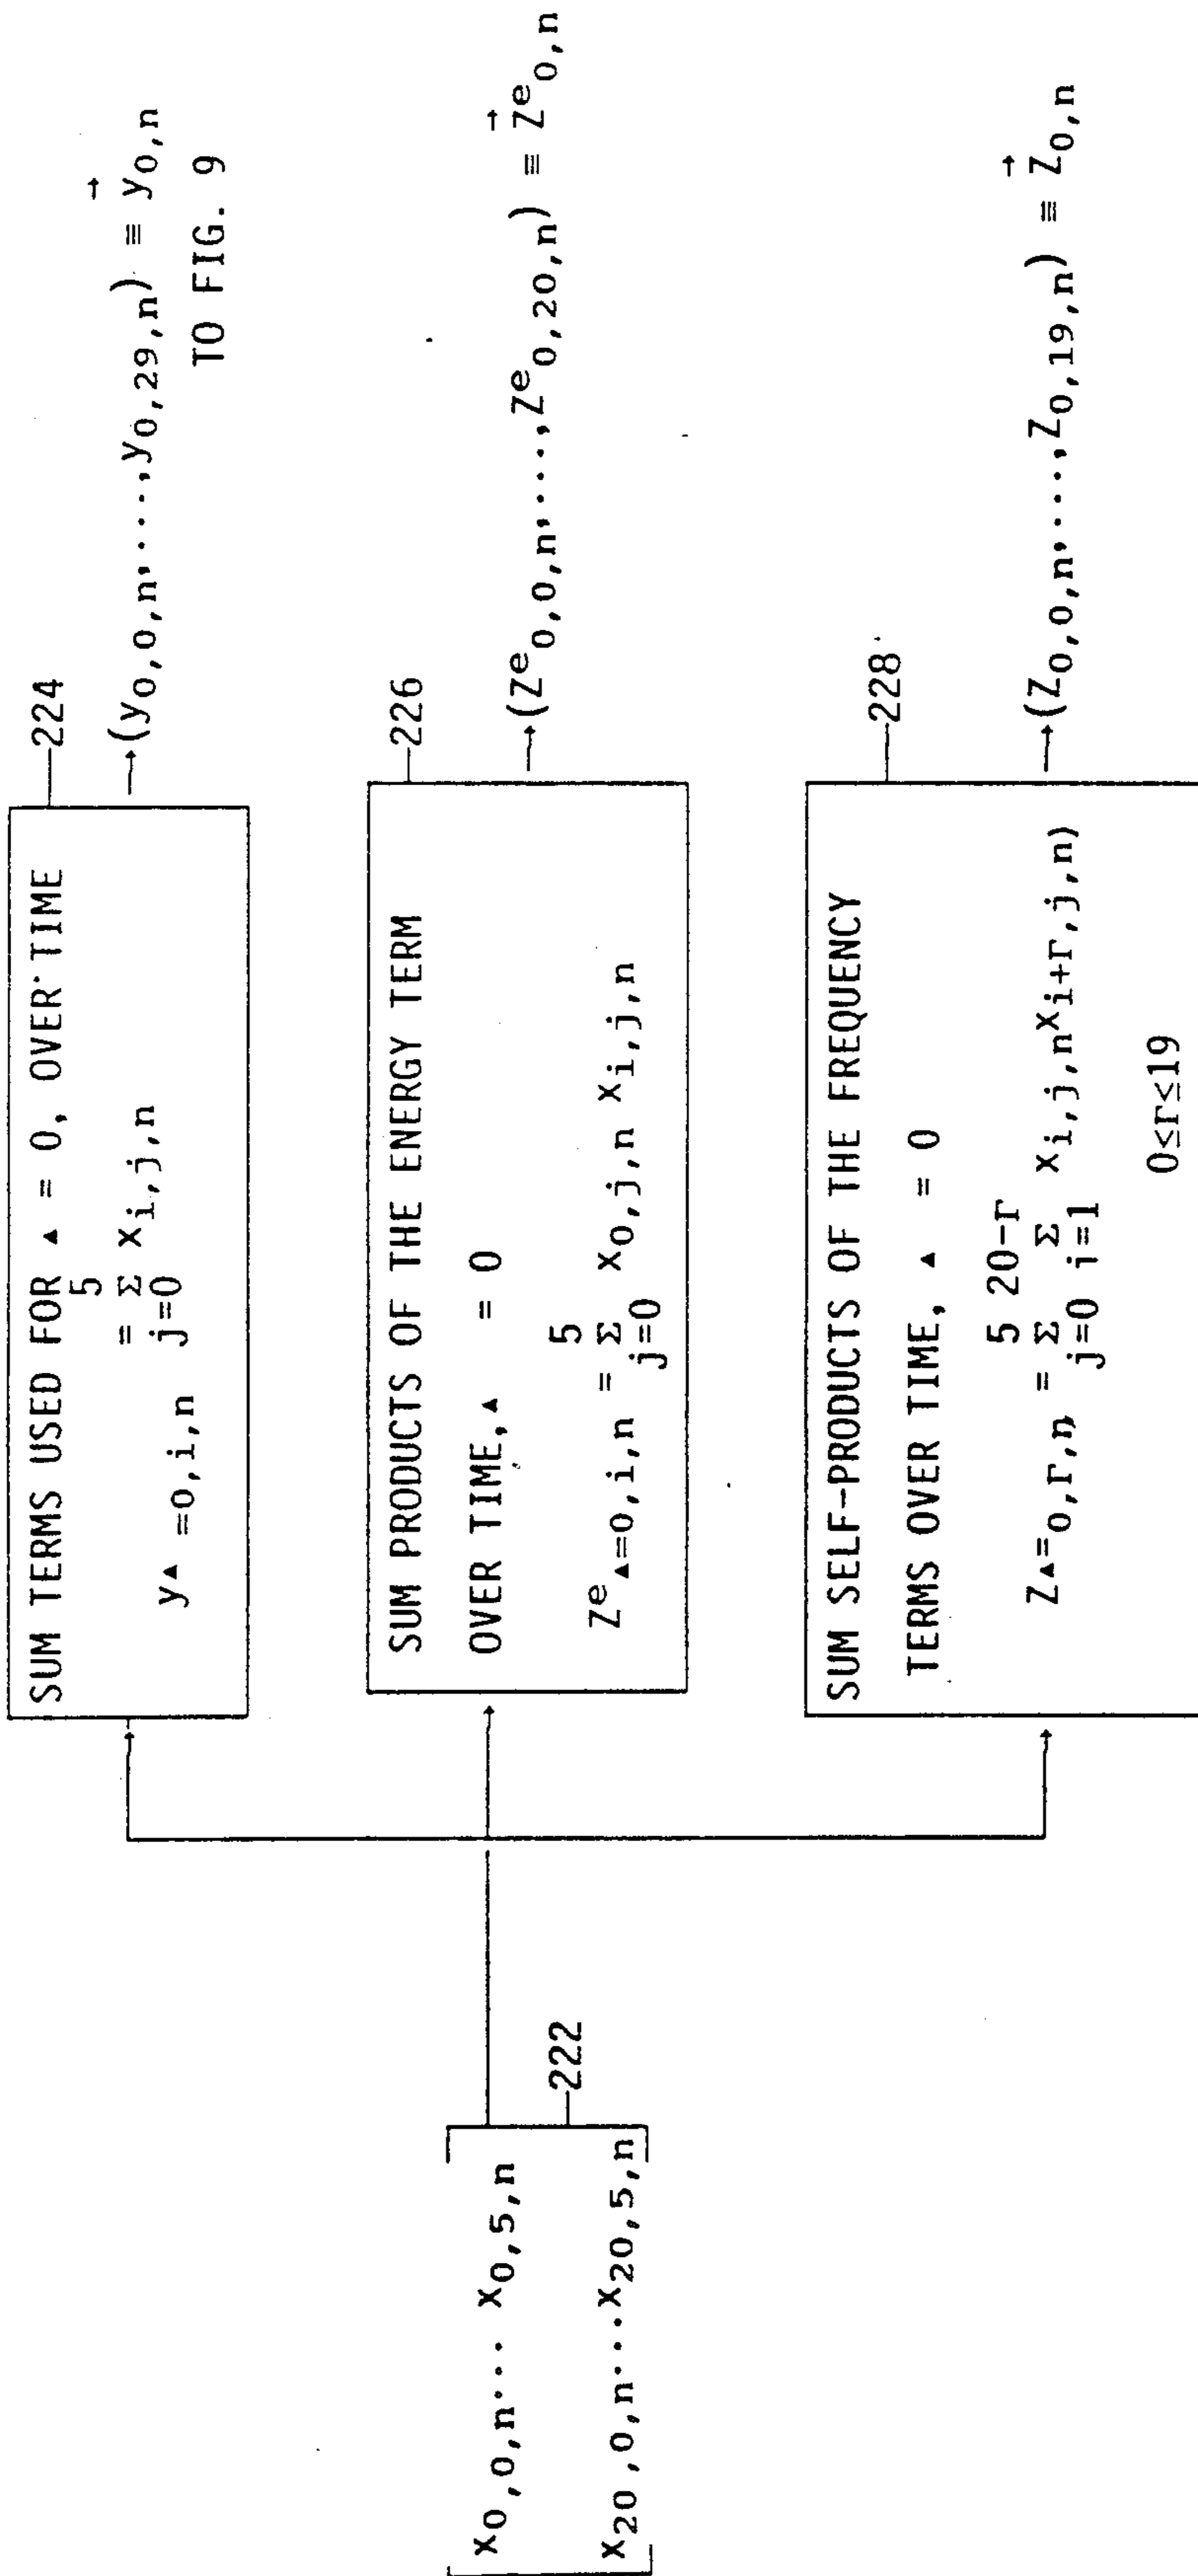 [x0,0,n... x0,5,n
x20,0,n...x20,5,n]
222
SUM TERMS USED FOR ▲ = 0, OVER TIME
5
y▲ =0,i,n = Σ xi,j,n
j=0
224
→(y0,0,n,...,y0,29,n) ≡ y⃗0,n
TO FIG. 9
SUM PRODUCTS OF THE ENERGY TERM
OVER TIME,▲ = 0
5
Ze▲=0,i,n = Σ x0,j,n xi,j,n
j=0
226
→(Ze0,0,n,...,Ze0,20,n) ≡ Z⃗e0,n
SUM SELF-PRODUCTS OF THE FREQUENCY
TERMS OVER TIME, ▲ = 0
5 20-Γ
Z▲=0,Γ,n = Σ Σ xi,j,nxi+Γ,j,n)
j=0 i=1
0≤Γ≤19
228
→(Z0,0,n,...,Z0,19,n) ≡ Z⃗0,n